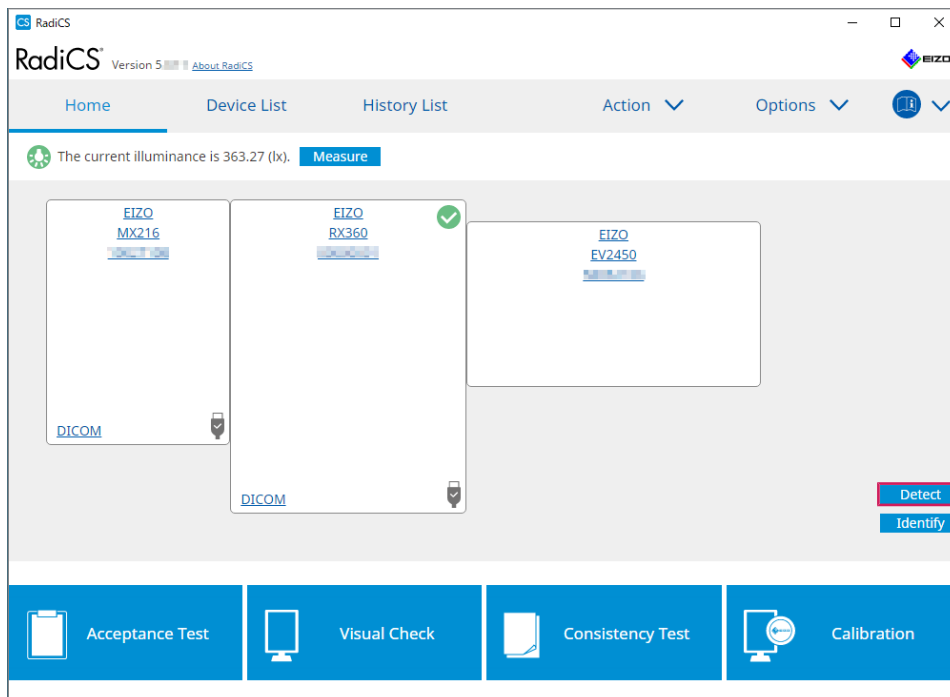 CS RadiCS
RadiCS Version 5. About RadiCS
EIZO
Home Device List History List Action Options
The current illuminance is 363.27 (lx). Measure
EIZO
MX216
DICOM
EIZO
RX360
DICOM
EIZO
EV2450
Detect
Identify
Acceptance Test Visual Check Consistency Test Calibration